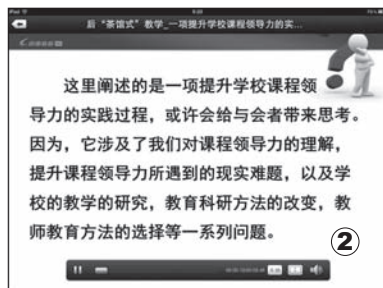 iPad
9:25
75%
后“茶馆式”教学_一项提升学校课程领导力的实...
这里阐述的是一项提升学校课程领
导力的实践过程，或许会给与会者带来思考。
因为，它涉及了我们对课程领导力的理解，
提升课程领导力所遇到的现实难题，以及学
校的教学的研究，教育科研方法的改变，教
师教育方法的选择等一系列问题。
②